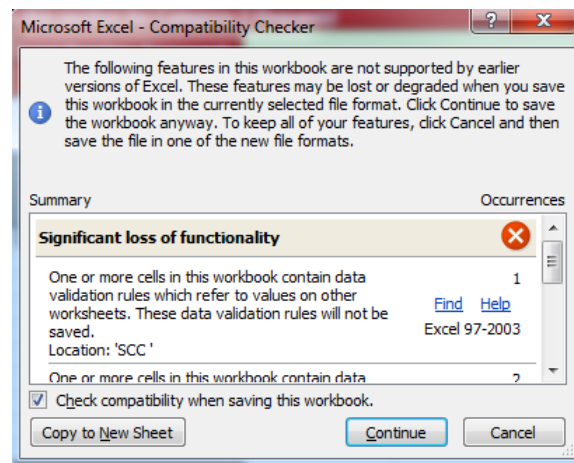 Microsoft Excel - Compatibility Checker
The following features in this workbook are not supported by earlier
versions of Excel. These features may be lost or degraded when you save
this workbook in the currently selected file format. Click Continue to save
the workbook anyway. To keep all of your features, click Cancel and then
save the file in one of the new file formats.
Summary Occurrences
Significant loss of functionality
One or more cells in this workbook contain data 1
validation rules which refer to values on other
worksheets. These data validation rules will not be Find Help
saved. Excel 97-2003
Location: 'SCC '
One or more cells in this workbook contain data 2
Check compatibility when saving this workbook.
Copy to New Sheet Continue Cancel